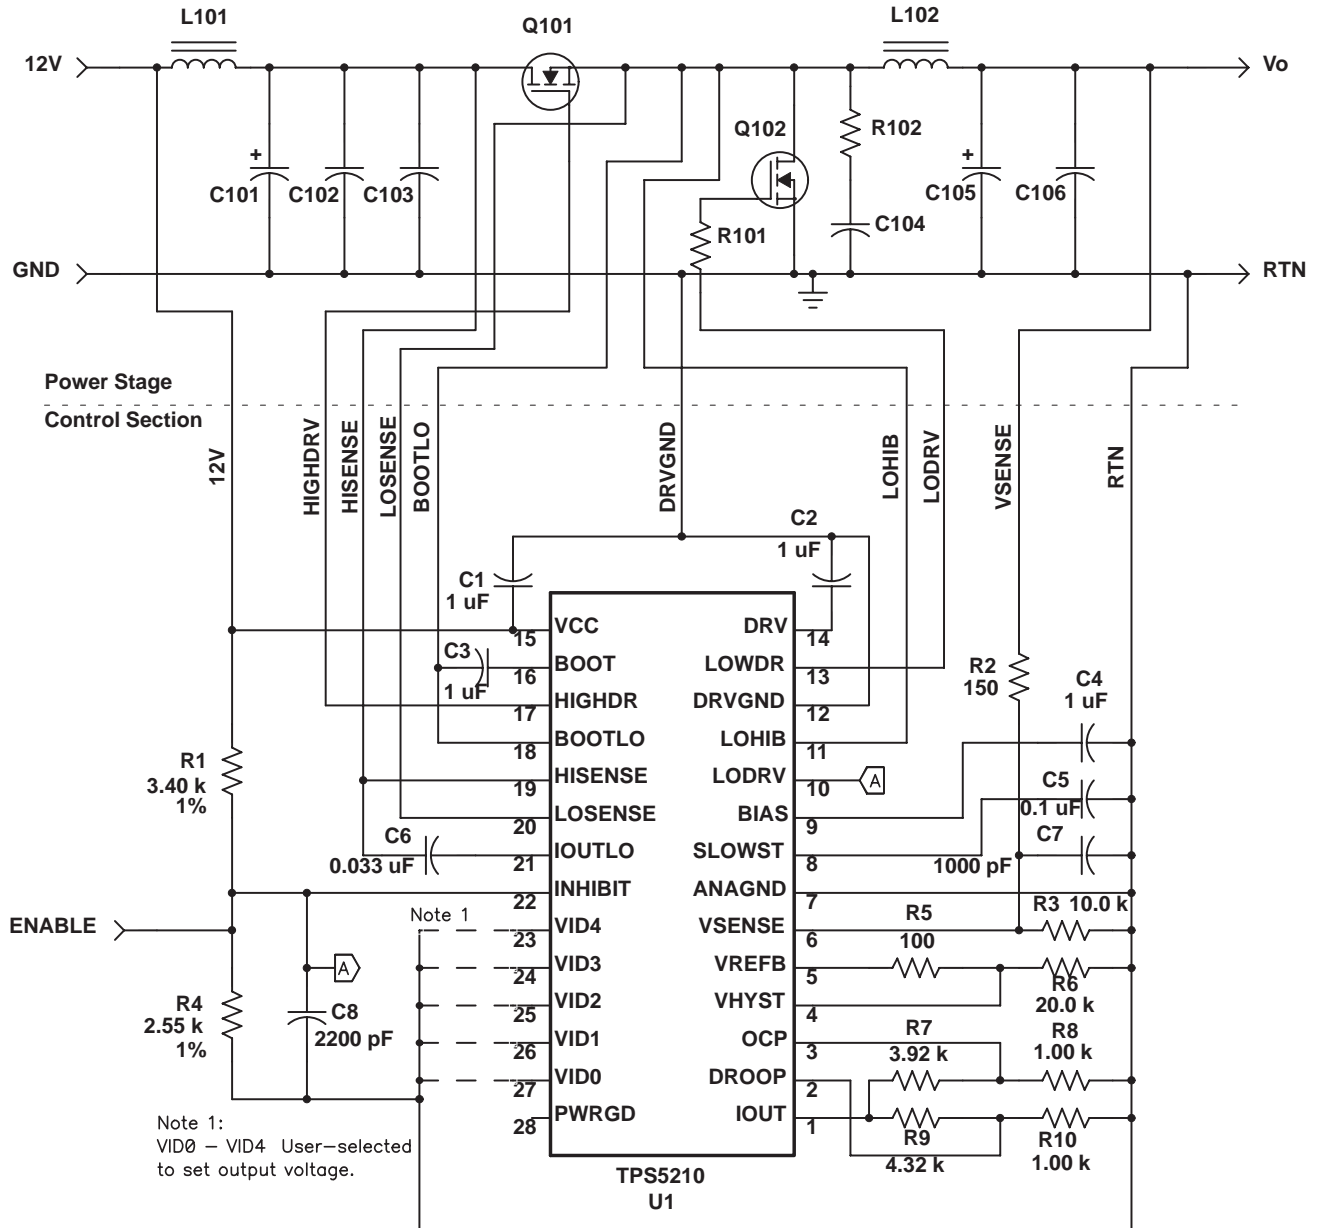 L101
Q101
L102
12V
Vo
Q102
R102
+
C101
C102
C103
+
C105
C106
R101
C104
GND
RTN
Power Stage
Control Section
12V
HIGHDRV
HISENSE
LOSENSE
BOOTLO
DRVGND
LOHIB
LODRV
VSENSE
RTN
C2
1 uF
C1
1 uF
VCC
15
DRV
14
C3
1 uF
BOOT
16
LOWDR
13
R2
150
C4
1 uF
HIGHDR
17
DRVGND
12
BOOTLO
18
LOHIB
11
R1
3.40 k
1%
HISENSE
19
LODRV
10
A
C5
0.1 uF
LOSENSE
20
BIAS
9
C6
0.033 uF
IOUTLO
21
SLOWST
8
C7
1000 pF
INHIBIT
22
ANAGND
7
R3 10.0 k
ENABLE
Note 1
VID4
23
VSENSE
6
R5
100
A
VID3
24
VREFB
5
R6
20.0 k
R4
2.55 k
1%
C8
2200 pF
VID2
25
VHYST
4
VID1
26
OCP
3
R7
3.92 k
R8
1.00 k
VID0
27
DROOP
2
PWRGD
28
IOUT
1
R9
4.32 k
R10
1.00 k
Note 1:
VID0 – VID4 User–selected
to set output voltage.
TPS5210
U1